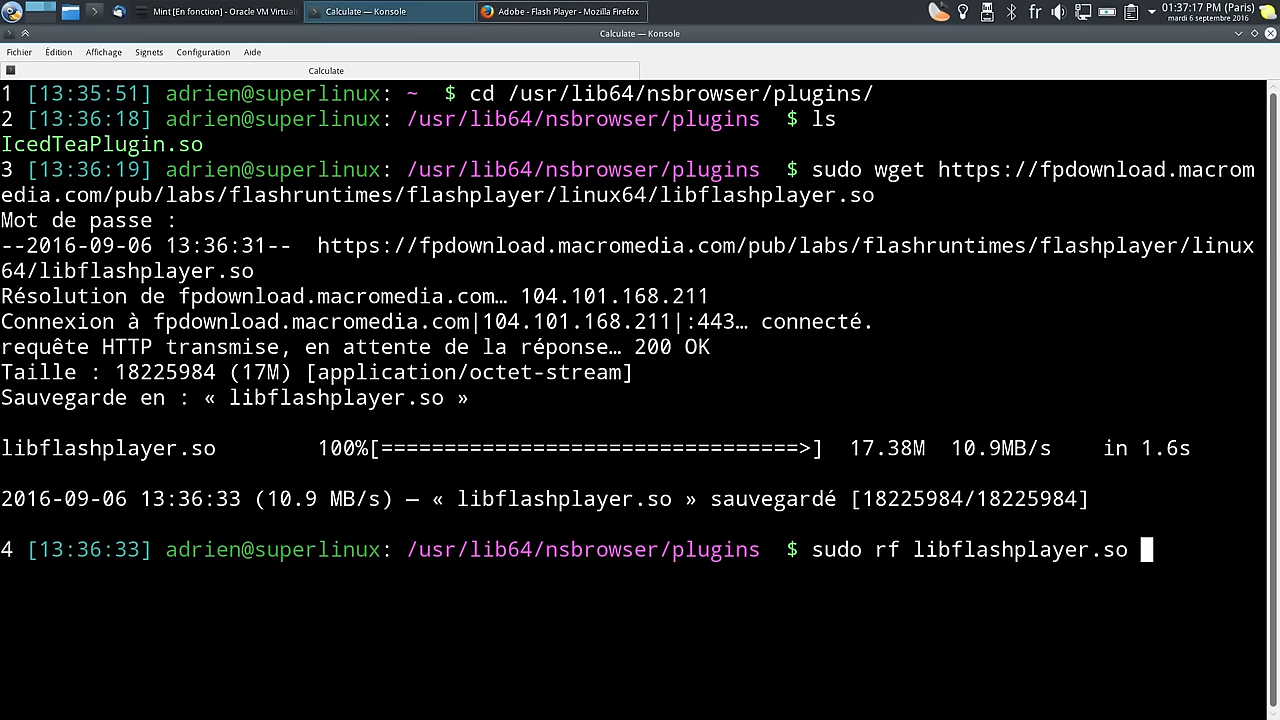 Mint [En fonction] - Oracle VM Virtual
Calculate — Konsole
Adobe - Flash Player - Mozilla Firefox
fr
01:37:17 PM (Paris)
mardi 6 septembre 2016
Calculate — Konsole
Fichier Édition Affichage Signets Configuration Aide
Calculate
1 [13:35:51] adrien@superlinux: ~ $ cd /usr/lib64/nsbrowser/plugins/
2 [13:36:18] adrien@superlinux: /usr/lib64/nsbrowser/plugins $ ls
IcedTeaPlugin.so
3 [13:36:19] adrien@superlinux: /usr/lib64/nsbrowser/plugins $ sudo wget https://fpdownload.macrom
edia.com/pub/labs/flashruntimes/flashplayer/linux64/libflashplayer.so
Mot de passe :
--2016-09-06 13:36:31-- https://fpdownload.macromedia.com/pub/labs/flashruntimes/flashplayer/linux
64/libflashplayer.so
Résolution de fpdownload.macromedia.com… 104.101.168.211
Connexion à fpdownload.macromedia.com|104.101.168.211|:443… connecté.
requête HTTP transmise, en attente de la réponse… 200 OK
Taille : 18225984 (17M) [application/octet-stream]
Sauvegarde en : « libflashplayer.so »
libflashplayer.so 100%[=================================>] 17.38M 10.9MB/s in 1.6s
2016-09-06 13:36:33 (10.9 MB/s) — « libflashplayer.so » sauvegardé [18225984/18225984]
4 [13:36:33] adrien@superlinux: /usr/lib64/nsbrowser/plugins $ sudo rf libflashplayer.so